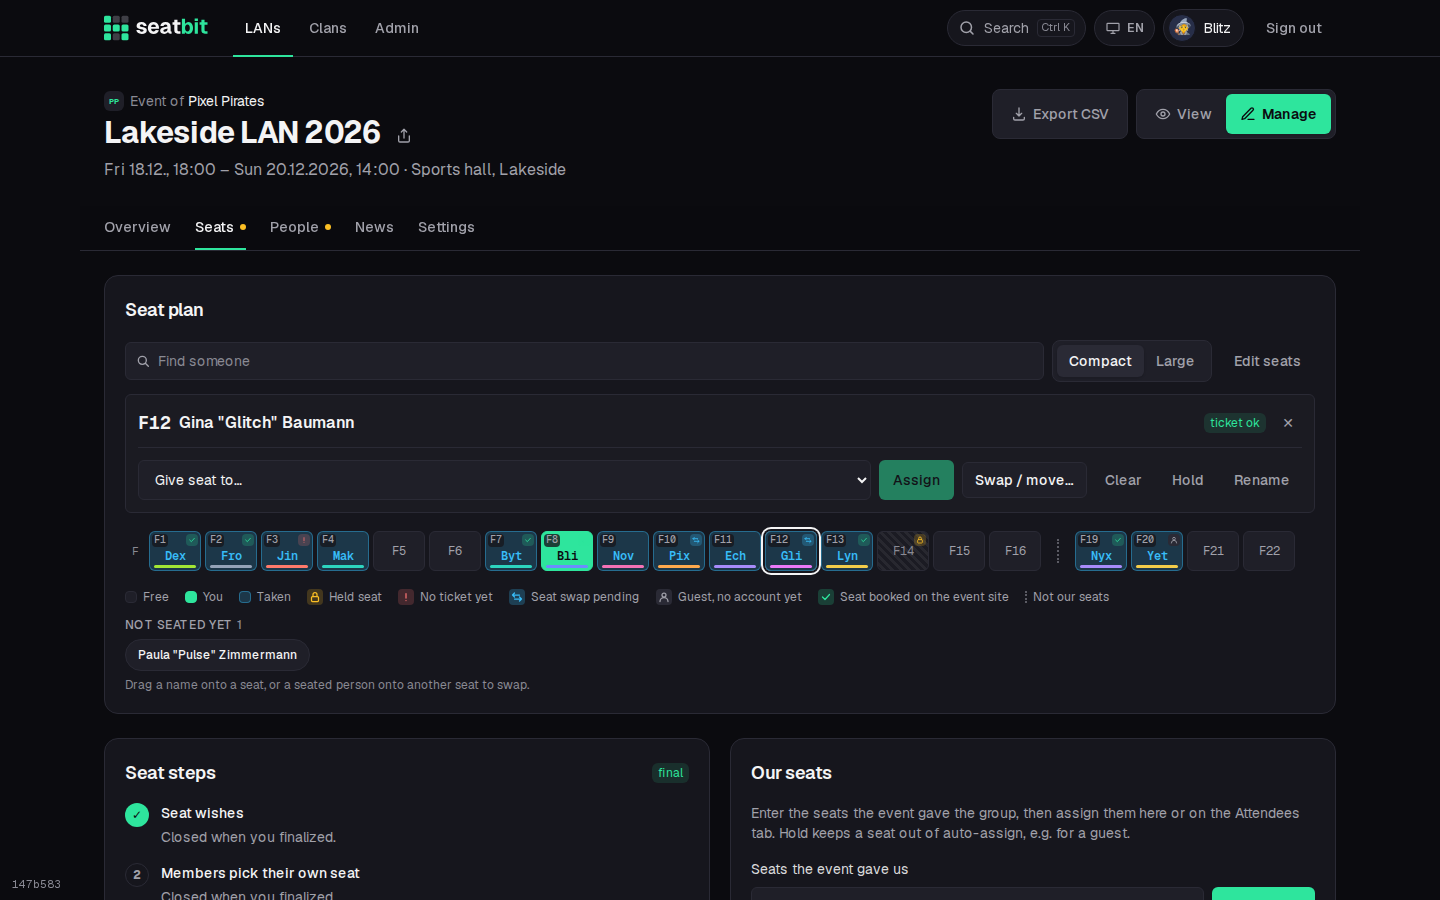 seatbit LANs Clans Admin Search Ctrl K EN Blitz Sign out
PP Event of Pixel Pirates
Lakeside LAN 2026
Export CSV View Manage
Fri 18.12., 18:00 – Sun 20.12.2026, 14:00 · Sports hall, Lakeside
Overview Seats People News Settings
Seat plan
Find someone Compact Large Edit seats
F12 Gina "Glitch" Baumann ticket ok ✕
Give seat to… Assign Swap / move… Clear Hold Rename
F F1 Dex F2 Fro F3 Jin F4 Mak F5 F6 F7 Byt F8 Bli F9 Nov F10 Pix F11 Ech F12 Gli F13 Lyn F14 F15 F16 F19 Nyx F20 Yet F21 F22
Free You Taken Held seat No ticket yet Seat swap pending Guest, no account yet Seat booked on the event site Not our seats
NOT SEATED YET 1
Paula "Pulse" Zimmermann
Drag a name onto a seat, or a seated person onto another seat to swap.
Seat steps final
✓ Seat wishes
Closed when you finalized.
2 Members pick their own seat
Closed when you finalized.
Our seats
Enter the seats the event gave the group, then assign them here or on the Attendees
tab. Hold keeps a seat out of auto-assign, e.g. for a guest.
Seats the event gave us
147b583